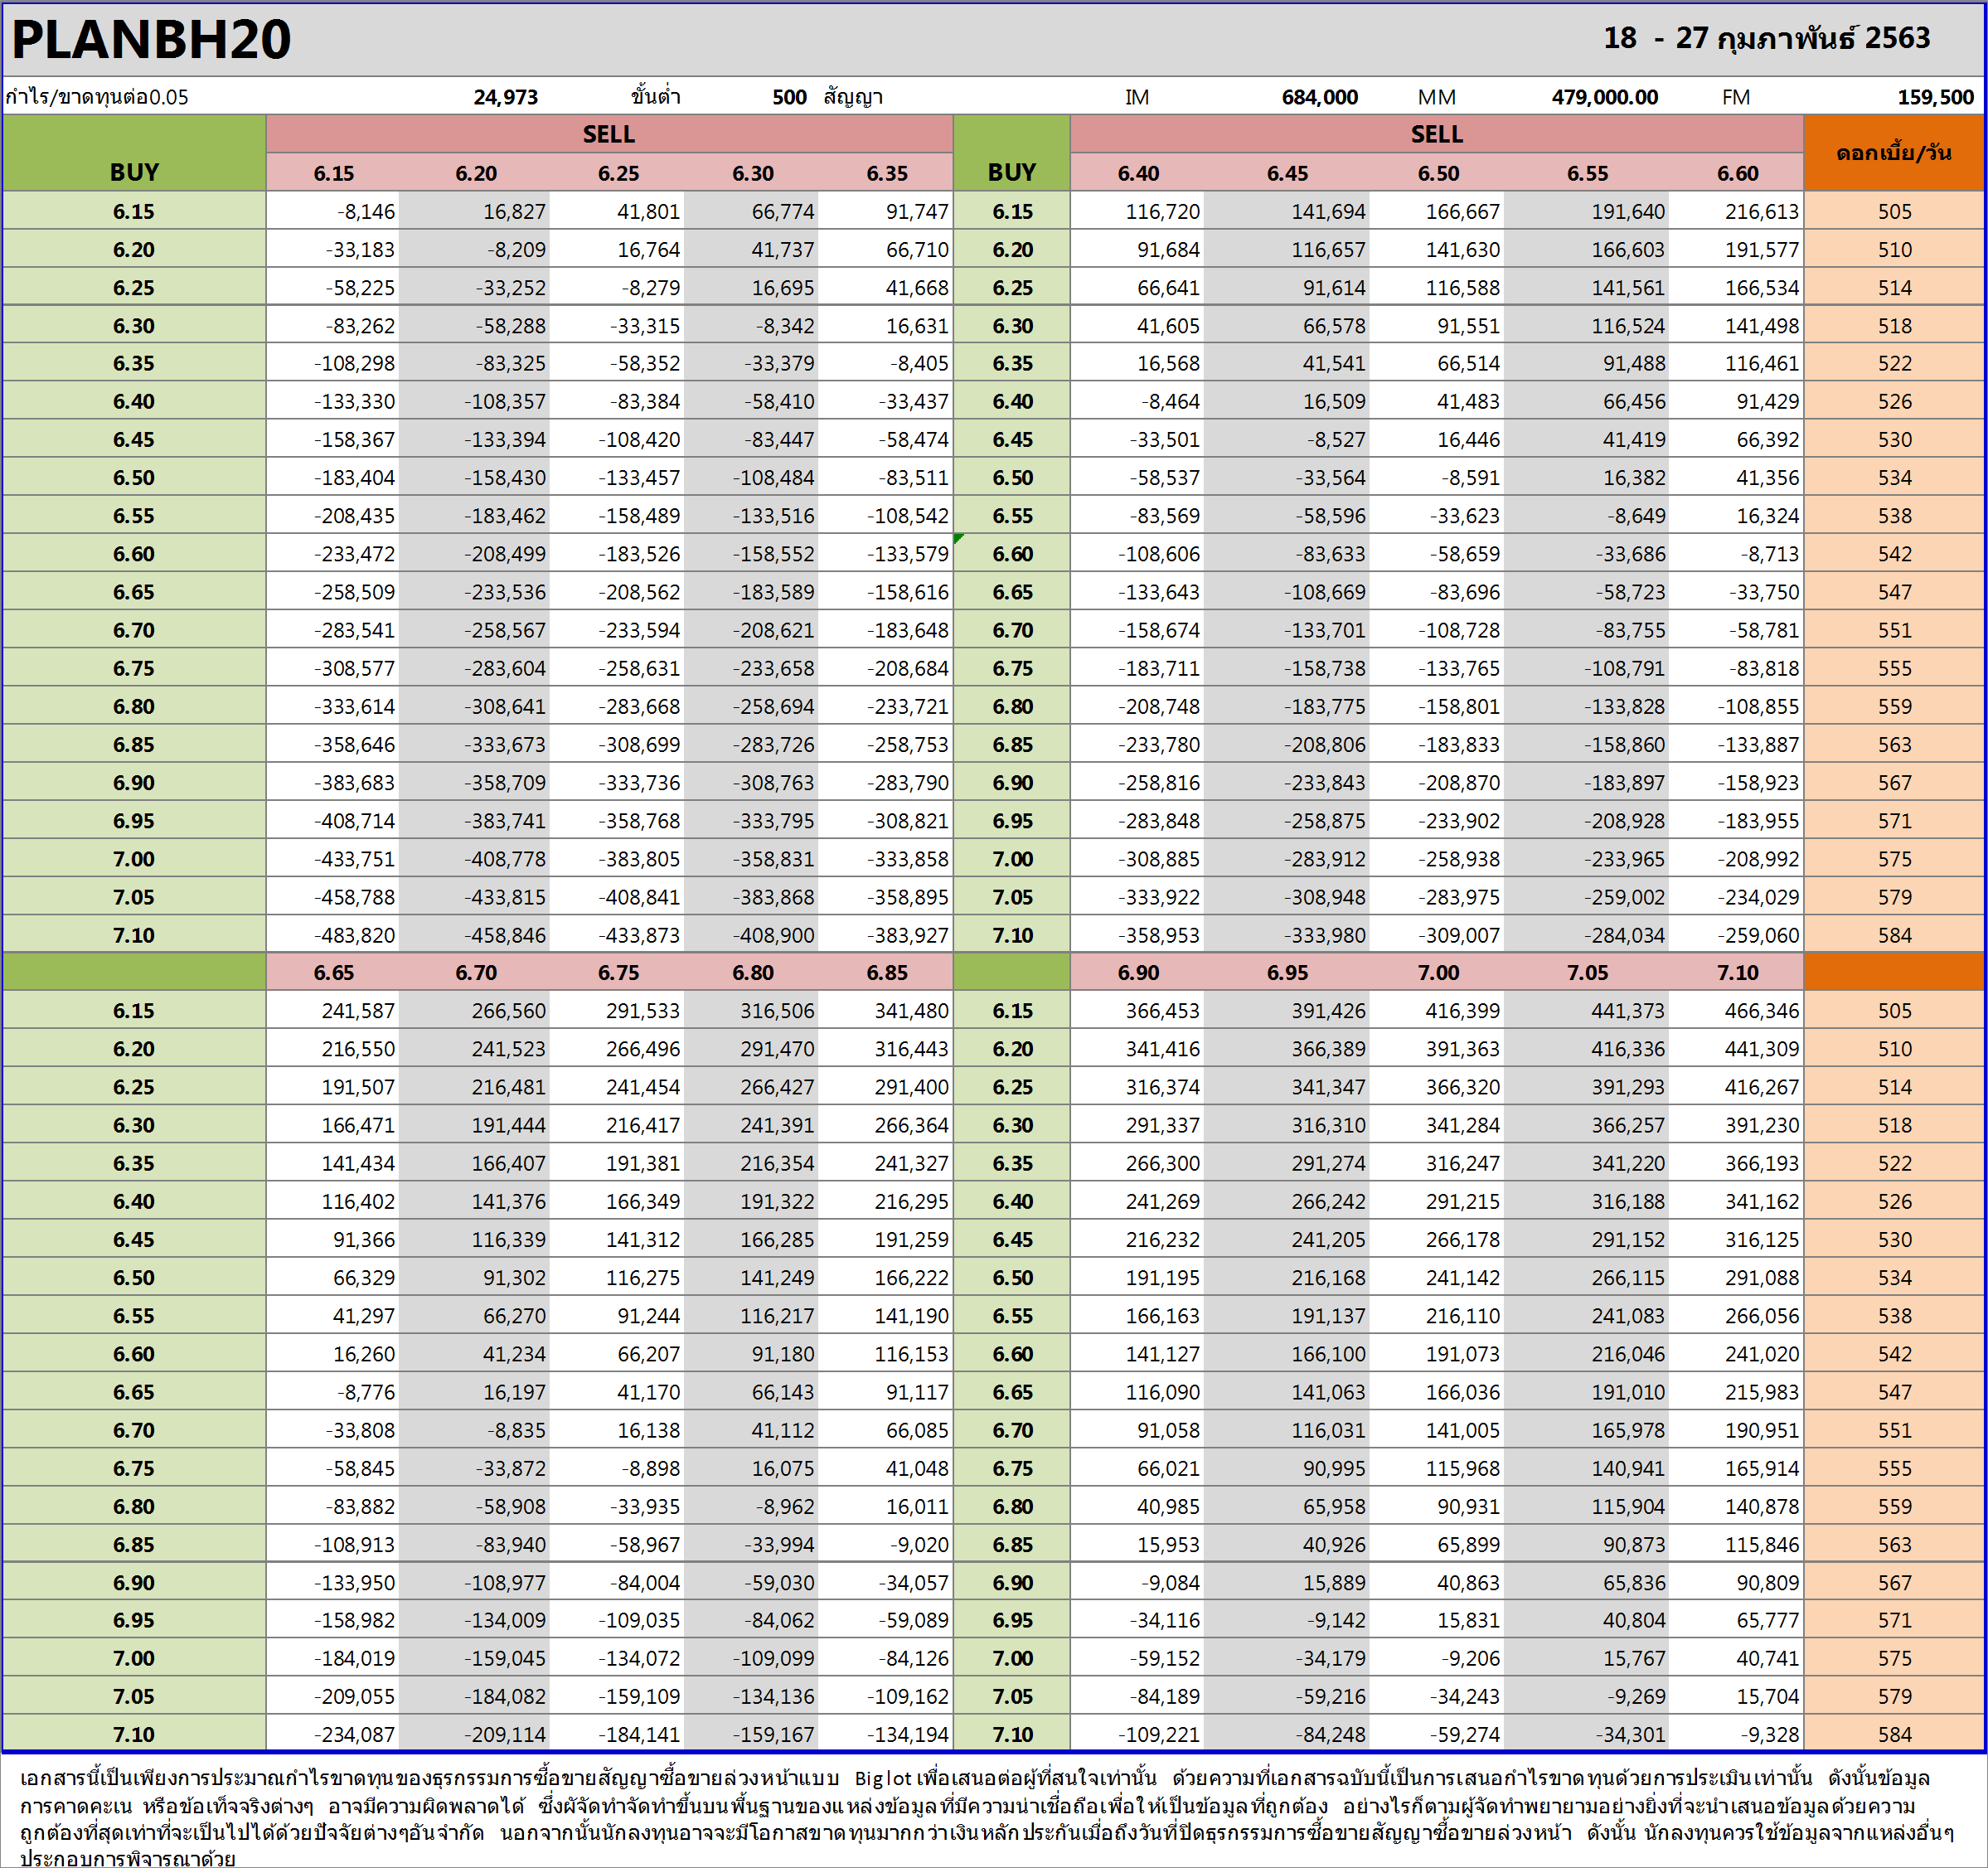 PLANBH20 18 - 27 กุมภาพันธ์ 2563
กำไร/ขาดทุนต่อ0.05 24,973 ขั้นต่ำ 500 สัญญา IM 684,000 MM 479,000.00 FM 159,500
SELL SELL
BUY BUY ดอกเบี้ย/วัน
6.15 6.20 6.25 6.30 6.35 6.40 6.45 6.50 6.55 6.60
6.15 -8,146 16,827 41,801 66,774 91,747 6.15 116,720 141,694 166,667 191,640 216,613 505
6.20 -33,183 -8,209 16,764 41,737 66,710 6.20 91,684 116,657 141,630 166,603 191,577 510
6.25 -58,225 -33,252 -8,279 16,695 41,668 6.25 66,641 91,614 116,588 141,561 166,534 514
6.30 -83,262 -58,288 -33,315 -8,342 16,631 6.30 41,605 66,578 91,551 116,524 141,498 518
6.35 -108,298 -83,325 -58,352 -33,379 -8,405 6.35 16,568 41,541 66,514 91,488 116,461 522
6.40 -133,330 -108,357 -83,384 -58,410 -33,437 6.40 -8,464 16,509 41,483 66,456 91,429 526
6.45 -158,367 -133,394 -108,420 -83,447 -58,474 6.45 -33,501 -8,527 16,446 41,419 66,392 530
6.50 -183,404 -158,430 -133,457 -108,484 -83,511 6.50 -58,537 -33,564 -8,591 16,382 41,356 534
6.55 -208,435 -183,462 -158,489 -133,516 -108,542 6.55 -83,569 -58,596 -33,623 -8,649 16,324 538
6.60 -233,472 -208,499 -183,526 -158,552 -133,579 6.60 -108,606 -83,633 -58,659 -33,686 -8,713 542
6.65 -258,509 -233,536 -208,562 -183,589 -158,616 6.65 -133,643 -108,669 -83,696 -58,723 -33,750 547
6.70 -283,541 -258,567 -233,594 -208,621 -183,648 6.70 -158,674 -133,701 -108,728 -83,755 -58,781 551
6.75 -308,577 -283,604 -258,631 -233,658 -208,684 6.75 -183,711 -158,738 -133,765 -108,791 -83,818 555
6.80 -333,614 -308,641 -283,668 -258,694 -233,721 6.80 -208,748 -183,775 -158,801 -133,828 -108,855 559
6.85 -358,646 -333,673 -308,699 -283,726 -258,753 6.85 -233,780 -208,806 -183,833 -158,860 -133,887 563
6.90 -383,683 -358,709 -333,736 -308,763 -283,790 6.90 -258,816 -233,843 -208,870 -183,897 -158,923 567
6.95 -408,714 -383,741 -358,768 -333,795 -308,821 6.95 -283,848 -258,875 -233,902 -208,928 -183,955 571
7.00 -433,751 -408,778 -383,805 -358,831 -333,858 7.00 -308,885 -283,912 -258,938 -233,965 -208,992 575
7.05 -458,788 -433,815 -408,841 -383,868 -358,895 7.05 -333,922 -308,948 -283,975 -259,002 -234,029 579
7.10 -483,820 -458,846 -433,873 -408,900 -383,927 7.10 -358,953 -333,980 -309,007 -284,034 -259,060 584
6.65 6.70 6.75 6.80 6.85 6.90 6.95 7.00 7.05 7.10
6.15 241,587 266,560 291,533 316,506 341,480 6.15 366,453 391,426 416,399 441,373 466,346 505
6.20 216,550 241,523 266,496 291,470 316,443 6.20 341,416 366,389 391,363 416,336 441,309 510
6.25 191,507 216,481 241,454 266,427 291,400 6.25 316,374 341,347 366,320 391,293 416,267 514
6.30 166,471 191,444 216,417 241,391 266,364 6.30 291,337 316,310 341,284 366,257 391,230 518
6.35 141,434 166,407 191,381 216,354 241,327 6.35 266,300 291,274 316,247 341,220 366,193 522
6.40 116,402 141,376 166,349 191,322 216,295 6.40 241,269 266,242 291,215 316,188 341,162 526
6.45 91,366 116,339 141,312 166,285 191,259 6.45 216,232 241,205 266,178 291,152 316,125 530
6.50 66,329 91,302 116,275 141,249 166,222 6.50 191,195 216,168 241,142 266,115 291,088 534
6.55 41,297 66,270 91,244 116,217 141,190 6.55 166,163 191,137 216,110 241,083 266,056 538
6.60 16,260 41,234 66,207 91,180 116,153 6.60 141,127 166,100 191,073 216,046 241,020 542
6.65 -8,776 16,197 41,170 66,143 91,117 6.65 116,090 141,063 166,036 191,010 215,983 547
6.70 -33,808 -8,835 16,138 41,112 66,085 6.70 91,058 116,031 141,005 165,978 190,951 551
6.75 -58,845 -33,872 -8,898 16,075 41,048 6.75 66,021 90,995 115,968 140,941 165,914 555
6.80 -83,882 -58,908 -33,935 -8,962 16,011 6.80 40,985 65,958 90,931 115,904 140,878 559
6.85 -108,913 -83,940 -58,967 -33,994 -9,020 6.85 15,953 40,926 65,899 90,873 115,846 563
6.90 -133,950 -108,977 -84,004 -59,030 -34,057 6.90 -9,084 15,889 40,863 65,836 90,809 567
6.95 -158,982 -134,009 -109,035 -84,062 -59,089 6.95 -34,116 -9,142 15,831 40,804 65,777 571
7.00 -184,019 -159,045 -134,072 -109,099 -84,126 7.00 -59,152 -34,179 -9,206 15,767 40,741 575
7.05 -209,055 -184,082 -159,109 -134,136 -109,162 7.05 -84,189 -59,216 -34,243 -9,269 15,704 579
7.10 -234,087 -209,114 -184,141 -159,167 -134,194 7.10 -109,221 -84,248 -59,274 -34,301 -9,328 584
เอกสารนี้เป็นเพียงการประมาณกำไรขาดทุนของธุรกรรมการซื้อขายสัญญาซื้อขายล่วงหน้าแบบ Big lot เพื่อเสนอต่อผู้ที่สนใจเท่านั้น ด้วยความที่เอกสารฉบับนี้เป็นการเสนอกำไรขาดทุนด้วยการประเมินเท่านั้น ดังนั้นข้อมูล
การคาดคะเน หรือข้อเท็จจริงต่างๆ อาจมีความผิดพลาดได้ ซึ่งผัจัดทำจัดทำขึ้นบนพื้นฐานของแหล่งข้อมูลที่มีความน่าเชื่อถือเพื่อให้เป็นข้อมูลที่ถูกต้อง อย่างไรก็ตามผู้จัดทำพยายามอย่างยิ่งที่จะนำเสนอข้อมูลด้วยความ
ถูกต้องที่สุดเท่าที่จะเป็นไปได้ด้วยปัจจัยต่างๆอันจำกัด นอกจากนั้นนักลงทุนอาจจะมีโอกาสขาดทุนมากกว่าเงินหลักประกันเมื่อถึงวันที่ปิดธุรกรรมการซื้อขายสัญญาซื้อขายล่วงหน้า ดังนั้น นักลงทุนควรใช้ข้อมูลจากแหล่งอื่นๆ
ประกอบการพิจารณาด้วย